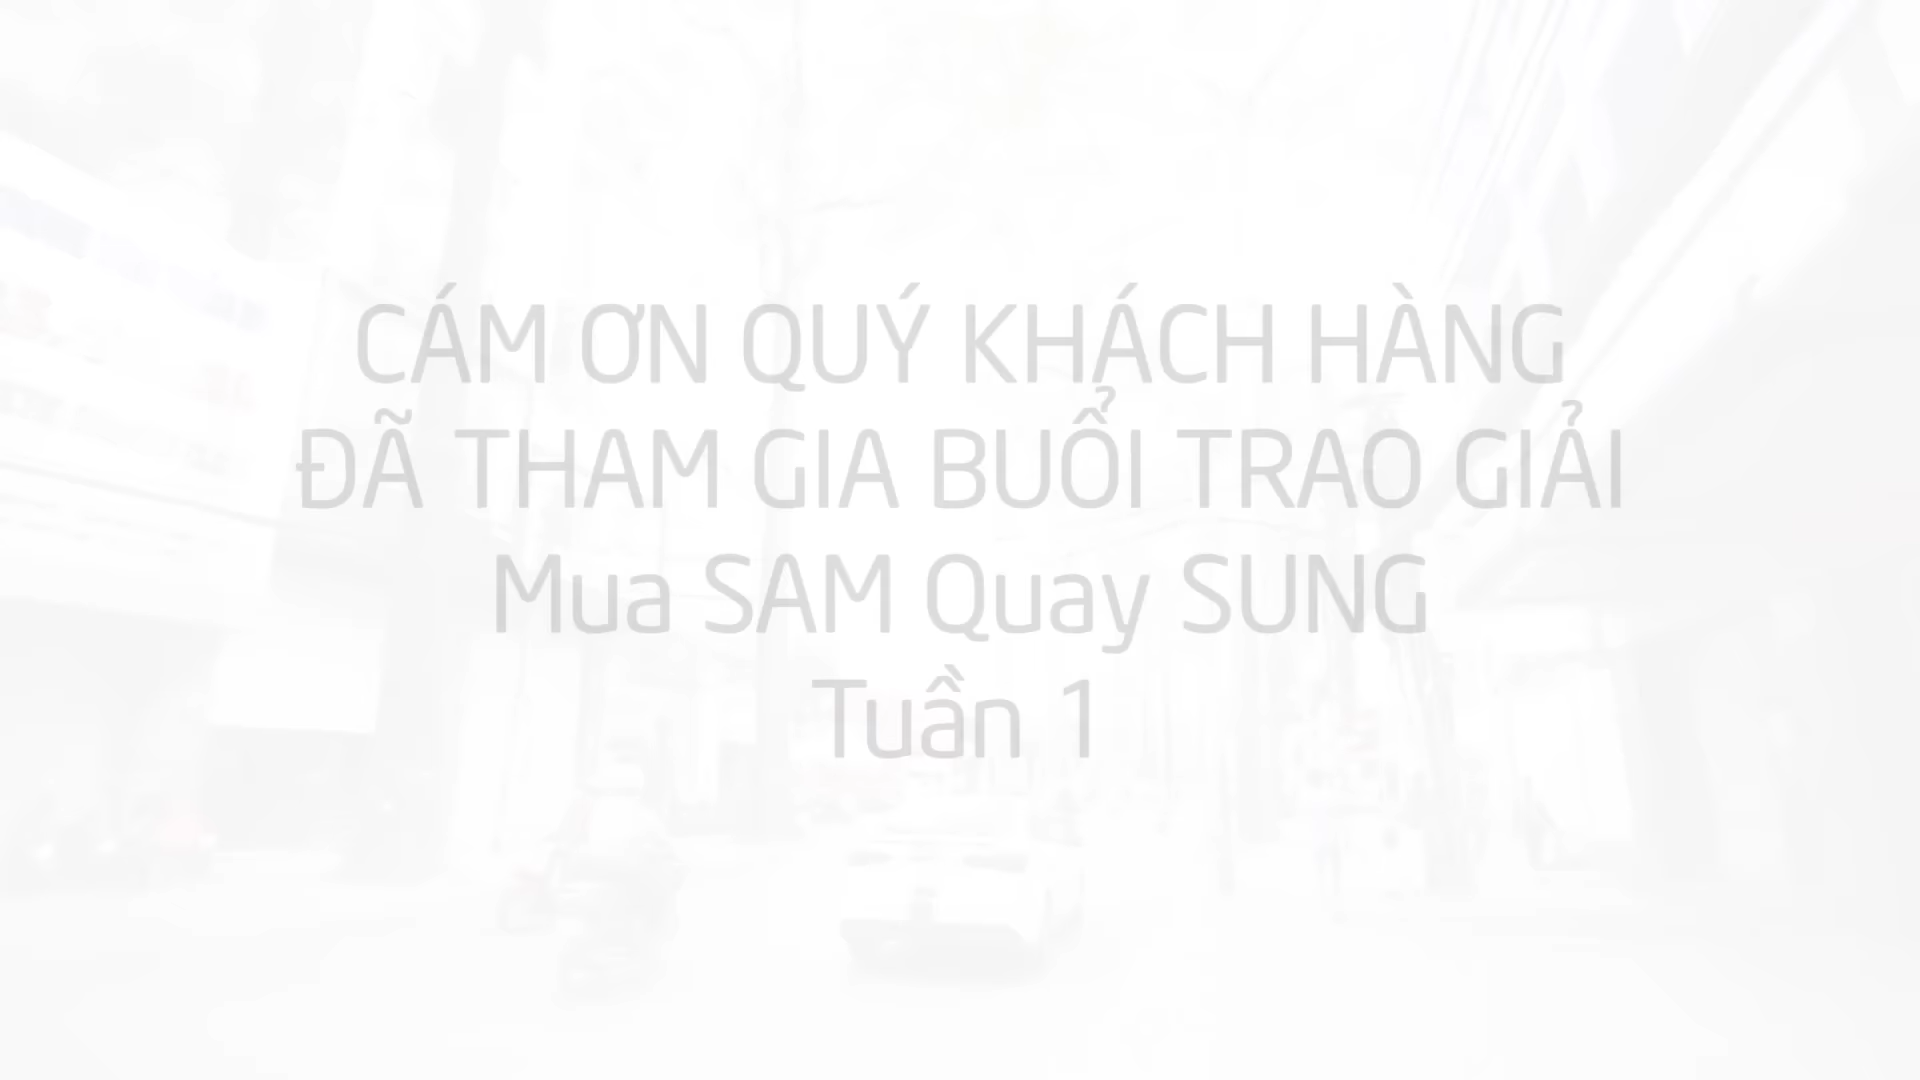 CÁM ƠN QUÝ KHÁCH HÀNG
ĐÃ THAM GIA BUỔI TRAO GIẢI
Mua SAM Quay SUNG
Tuần 1